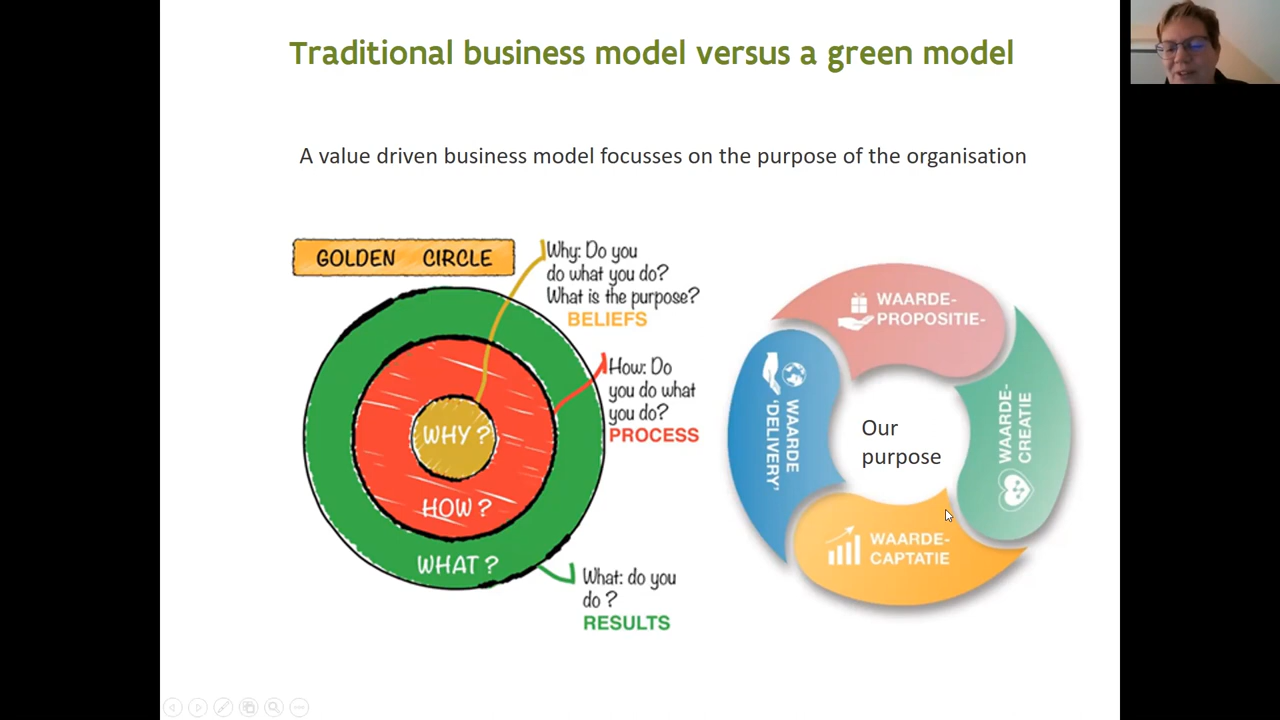 Traditional business model versus a green model
A value driven business model focusses on the purpose of the organisation
GOLDEN CIRCLE
Why: Do you
do what you do?
What is the purpose?
BELIEFS
How: Do
you do what
you do?
PROCESS
WHY ?
HOW ?
WHAT ?
What: do you
do ?
RESULTS
WAARDE-
PROPOSITIE-
WAARDE-
CREATIE
WAARDE-
CAPTATIE
WAARDE
'DELIVERY'
Our
purpose